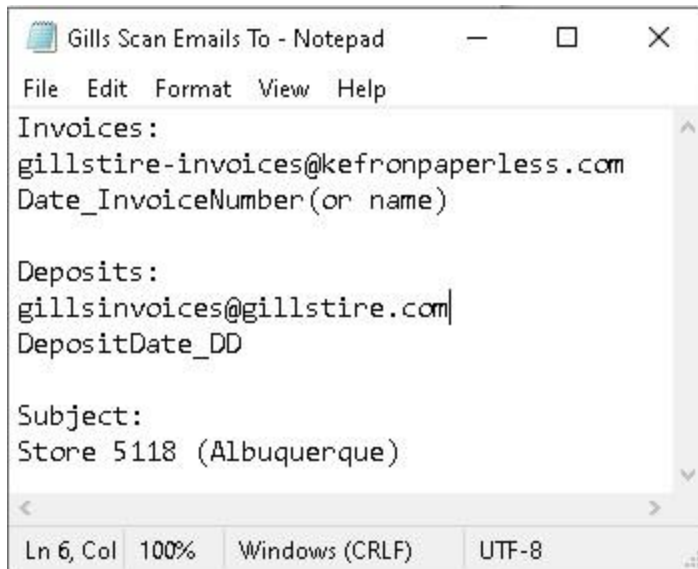 Gills Scan Emails To - Notepad
File Edit Format View Help
Invoices:
gillstire-invoices@kefronpaperless.com
Date_InvoiceNumber(or name)
Deposits:
gillsinvoices@gillstire.com
DepositDate_DD
Subject:
Store 5118 (Albuquerque)
Ln 6, Col 100% Windows (CRLF) UTF-8